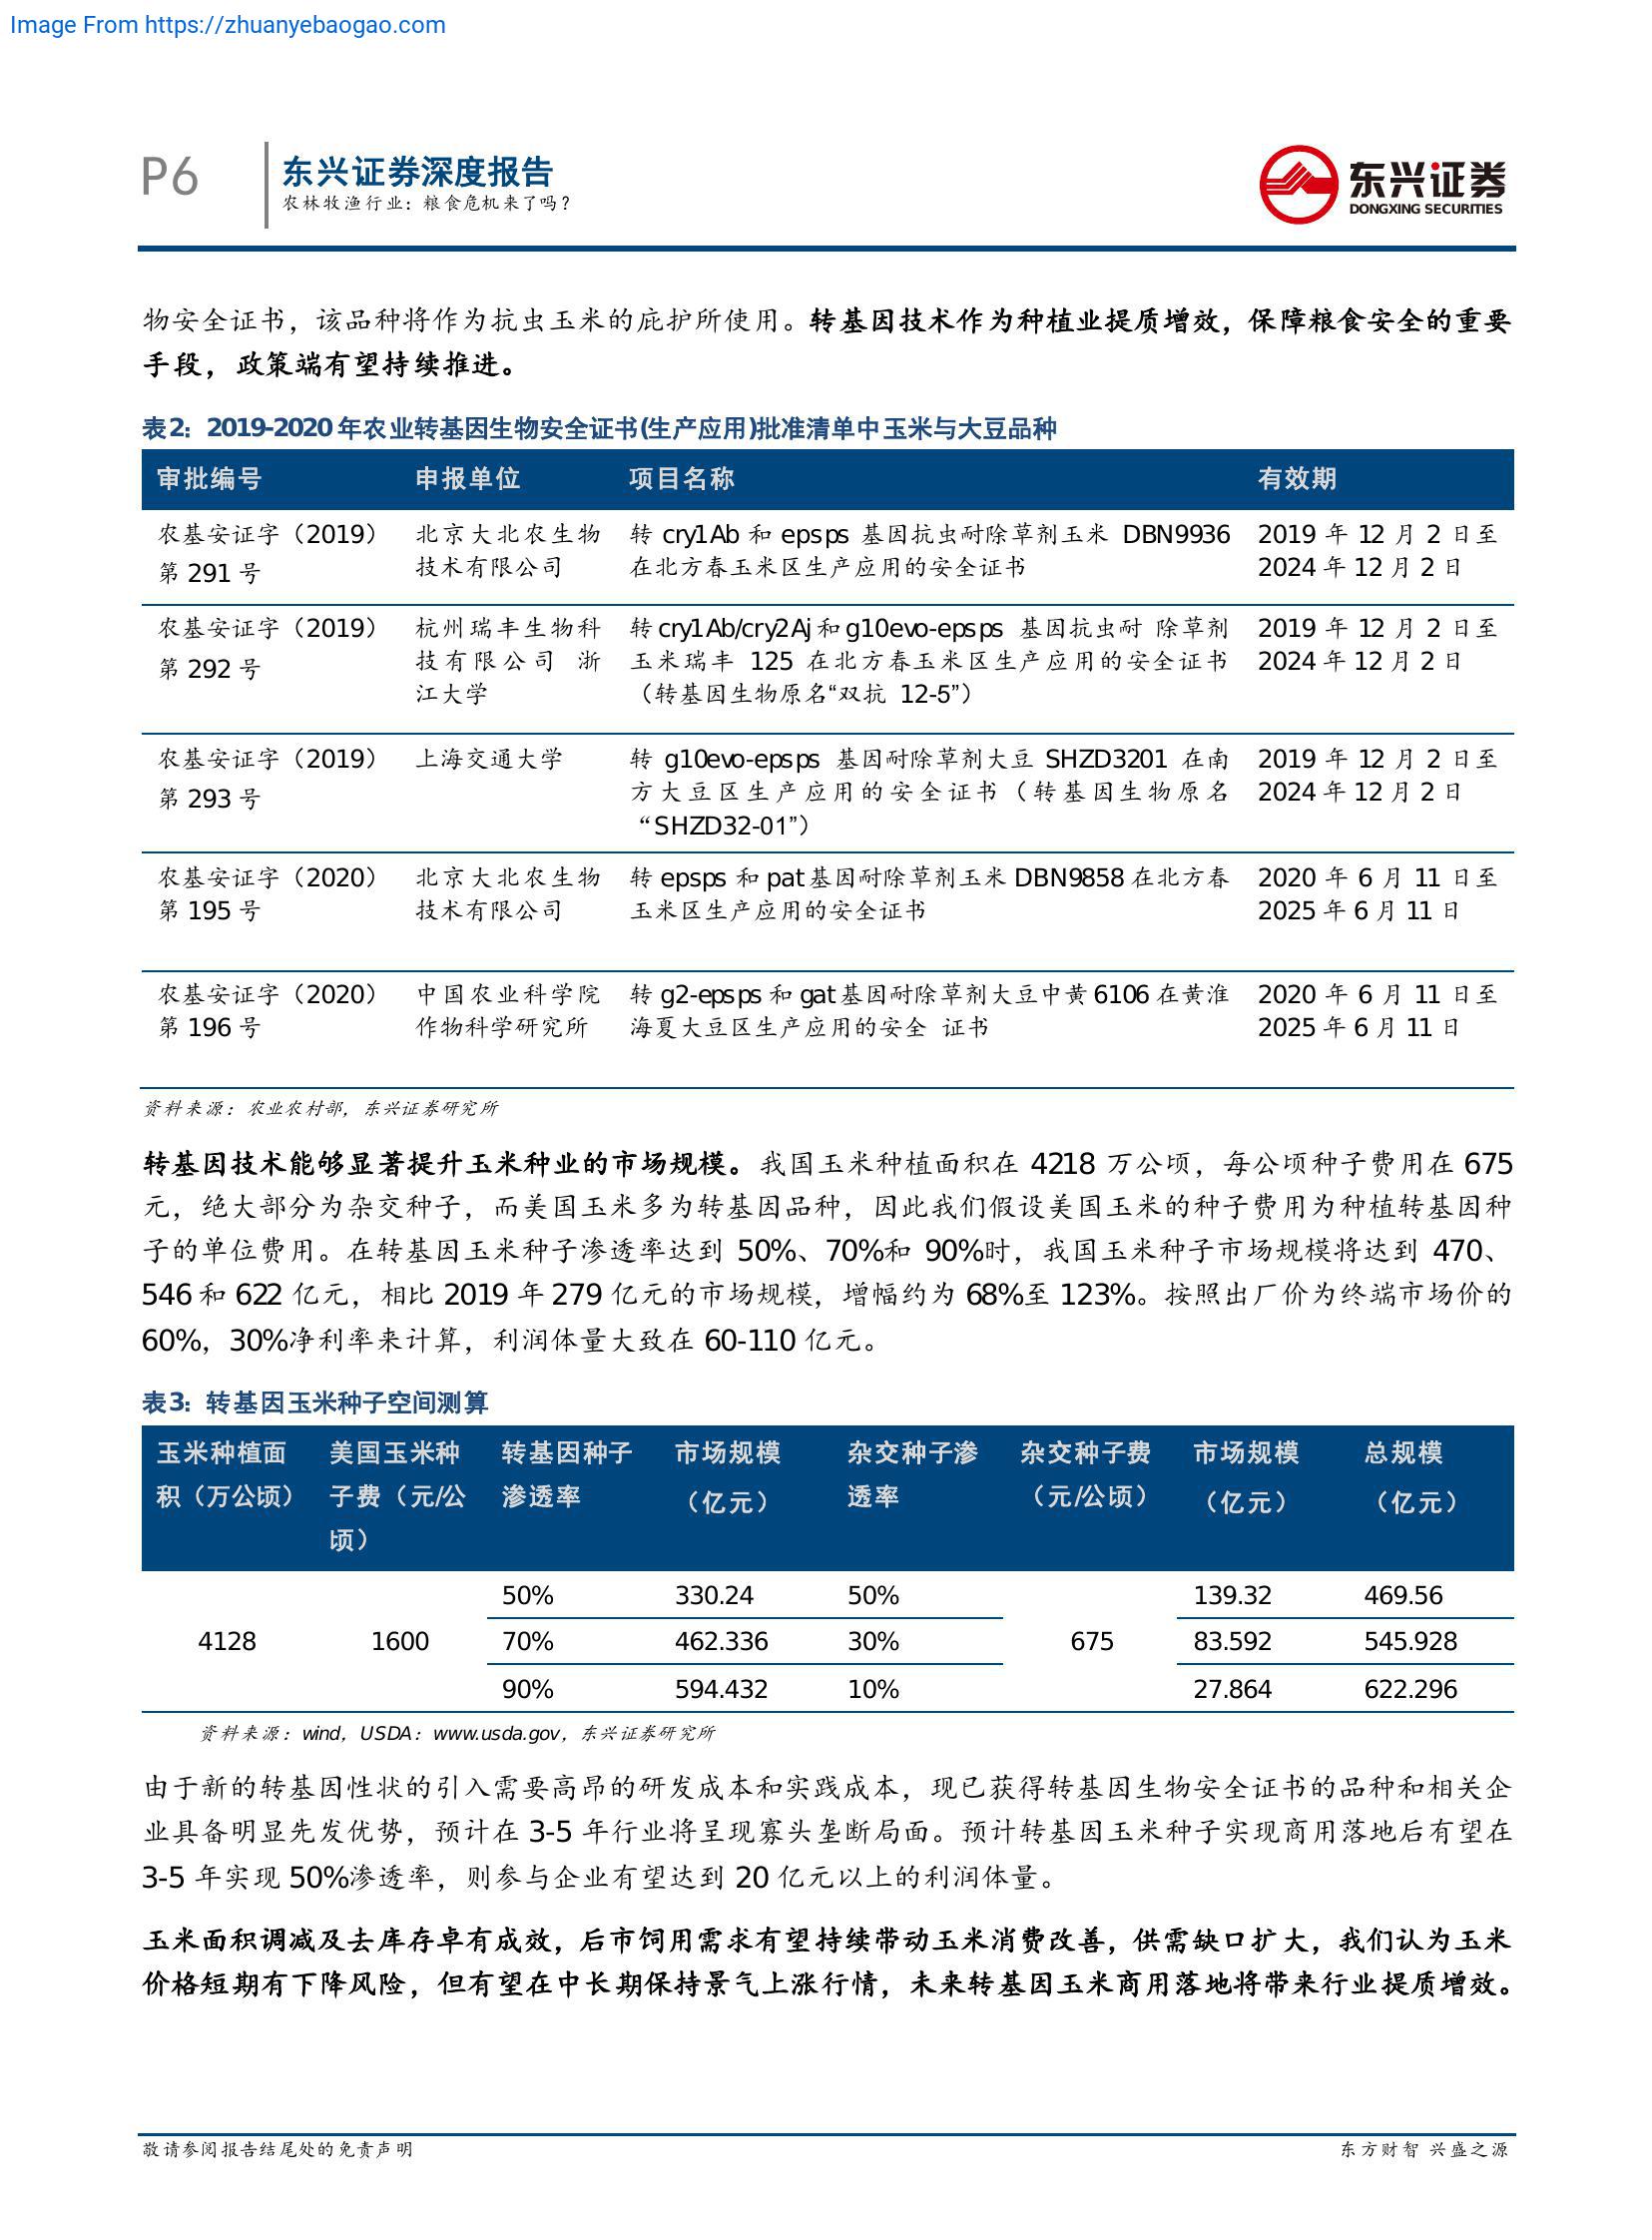 Image From https://zhuanyebaogao.com
P6
东兴证券深度报告
农林牧渔行业：粮食危机来了吗？
东兴证券
DONGXING SECURITIES
物安全证书，该品种将作为抗虫玉米的庇护所使用。转基因技术作为种植业提质增效，保障粮食安全的重要
手段，政策端有望持续推进。
表2：2019-2020年农业转基因生物安全证书(生产应用)批准清单中玉米与大豆品种
审批编号 申报单位 项目名称 有效期
农基安证字（2019） 北京大北农生物 转 cry1Ab 和 epsps 基因抗虫耐除草剂玉米 DBN9936 2019 年 12 月 2 日至
第 291 号 技术有限公司 在北方春玉米区生产应用的安全证书 2024 年 12 月 2 日
农基安证字（2019） 杭州瑞丰生物科 转 cry1Ab/cry2Aj 和 g10evo-epsps 基因抗虫耐 除草剂 2019 年 12 月 2 日至
第 292 号 技有限公司 浙 玉米瑞丰 125 在北方春玉米区生产应用的安全证书 2024 年 12 月 2 日
江大学 （转基因生物原名“双抗 12-5”）
农基安证字（2019） 上海交通大学 转 g10evo-epsps 基因耐除草剂大豆 SHZD3201 在南 2019 年 12 月 2 日至
第 293 号 方大豆区生产应用的安全证书（转基因生物原名 2024 年 12 月 2 日
“SHZD32-01”）
农基安证字（2020） 北京大北农生物 转 epsps 和 pat 基因耐除草剂玉米 DBN9858 在北方春 2020 年 6 月 11 日至
第 195 号 技术有限公司 玉米区生产应用的安全证书 2025 年 6 月 11 日
农基安证字（2020） 中国农业科学院 转 g2-epsps 和 gat 基因耐除草剂大豆中黄 6106 在黄淮 2020 年 6 月 11 日至
第 196 号 作物科学研究所 海夏大豆区生产应用的安全 证书 2025 年 6 月 11 日
资料来源：农业农村部，东兴证券研究所
转基因技术能够显著提升玉米种业的市场规模。我国玉米种植面积在 4218 万公顷，每公顷种子费用在 675
元，绝大部分为杂交种子，而美国玉米多为转基因品种，因此我们假设美国玉米的种子费用为种植转基因种
子的单位费用。在转基因玉米种子渗透率达到 50%、70%和 90%时，我国玉米种子市场规模将达到 470、
546 和 622 亿元，相比 2019 年 279 亿元的市场规模，增幅约为 68%至 123%。按照出厂价为终端市场价的
60%，30%净利率来计算，利润体量大致在 60-110 亿元。
表3：转基因玉米种子空间测算
玉米种植面 美国玉米种 转基因种子 市场规模 杂交种子渗 杂交种子费 市场规模 总规模
积（万公顷） 子费（元/公 渗透率 （亿元） 透率 （元/公顷） （亿元） （亿元）
顷）
50% 330.24 50% 139.32 469.56
4128 1600 70% 462.336 30% 675 83.592 545.928
90% 594.432 10% 27.864 622.296
资料来源：wind，USDA：www.usda.gov，东兴证券研究所
由于新的转基因性状的引入需要高昂的研发成本和实践成本，现已获得转基因生物安全证书的品种和相关企
业具备明显先发优势，预计在 3-5 年行业将呈现寡头垄断局面。预计转基因玉米种子实现商用落地后有望在
3-5 年实现 50%渗透率，则参与企业有望达到 20 亿元以上的利润体量。
玉米面积调减及去库存卓有成效，后市饲用需求有望持续带动玉米消费改善，供需缺口扩大，我们认为玉米
价格短期有下降风险，但有望在中长期保持景气上涨行情，未来转基因玉米商用落地将带来行业提质增效。
敬请参阅报告结尾处的免责声明
东方财智 兴盛之源